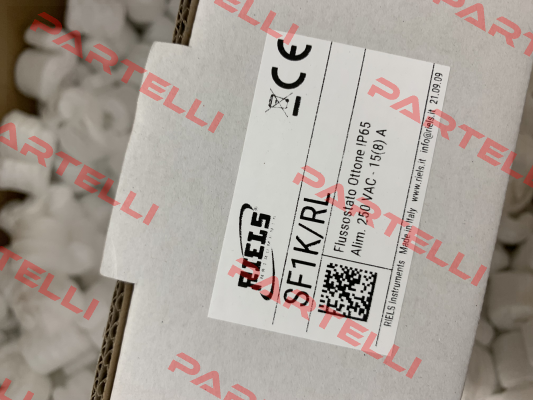 RIELS
INSTRUMENTS
SF1K/RL
Flussostato Ottone IP65
Alim. 250 VAC - 15(8) A
RIELS Instruments Made in Italy www.riels.it info@riels.it 21.09.09
CE
PARTELLI
PARTELLI
PARTELLI
PARTELLI
PARTELLI
PARTELLI
PARTELLI